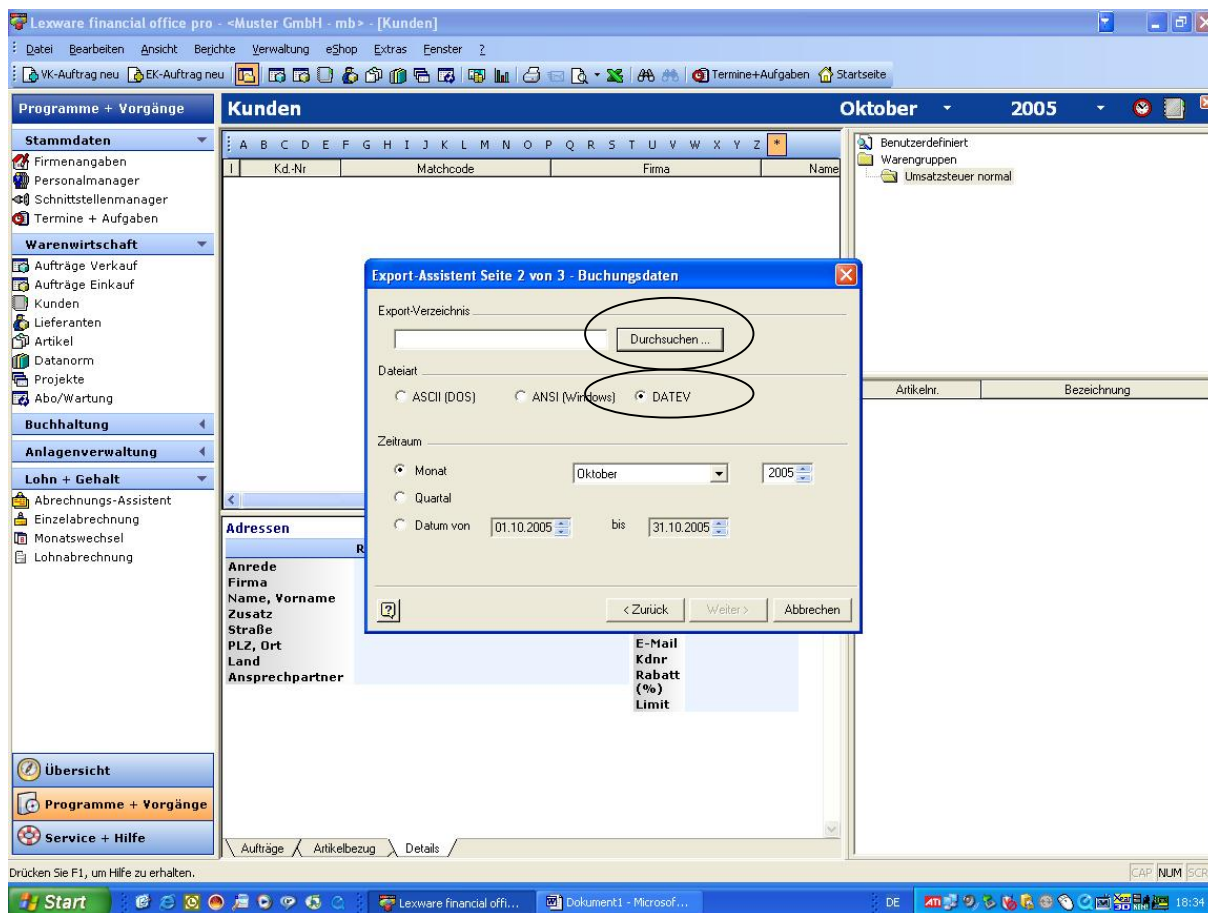 Lexware financial office pro - <Muster GmbH - mb> - [Kunden]
Datei Bearbeiten Ansicht Berichte Verwaltung eShop Extras Fenster ?
VK-Auftrag neu EK-Auftrag neu Termine+Aufgaben Startseite
Programme + Vorgänge
Kunden Oktober 2005
Stammdaten
Firmenangaben
Personalmanager
Schnittstellenmanager
Termine + Aufgaben
Warenwirtschaft
Aufträge Verkauf
Aufträge Einkauf
Kunden
Lieferanten
Artikel
Datanorm
Projekte
Abo/Wartung
Buchhaltung
Anlagenverwaltung
Lohn + Gehalt
Abrechnungs-Assistent
Einzelabrechnung
Monatswechsel
Lohnabrechnung
Übersicht
Programme + Vorgänge
Service + Hilfe
A B C D E F G H I J K L M N O P Q R S T U V W X Y Z *
I Kd.-Nr Matchcode Firma Name
Benutzerdefiniert
Warengruppen
Umsatzsteuer normal
Artikelnr. Bezeichnung
Export-Assistent Seite 2 von 3 - Buchungsdaten
Export-Verzeichnis
Durchsuchen ...
Dateiart
ASCII (DOS) ANSI (Windows) DATEV
Zeitraum
Monat Oktober 2005
Quartal
Datum von 01.10.2005 bis 31.10.2005
? < Zurück Weiter > Abbrechen
Adressen
R
Anrede
Firma
Name, Vorname
Zusatz
Straße
PLZ, Ort
Land
Ansprechpartner
E-Mail
Kdnr
Rabatt
(%)
Limit
Aufträge Artikelbezug Details
Drücken Sie F1, um Hilfe zu erhalten.
CAP NUM SCR
Start Lexware financial offi... Dokument1 - Microsof... DE 18:34